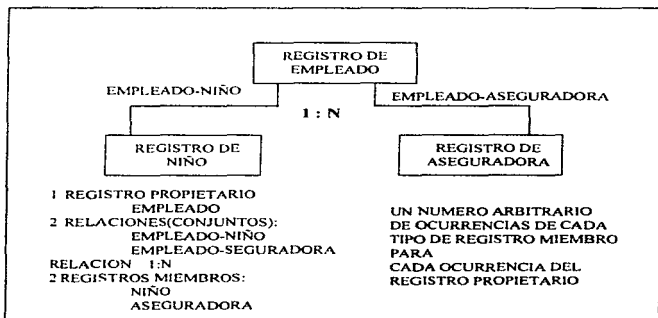 REGISTRO DE
EMPLEADO
EMPLEADO-NIÑO
EMPLEADO-ASEGURADORA
1 : N
REGISTRO DE
NIÑO
REGISTRO DE
ASEGURADORA
1 REGISTRO PROPIETARIO
EMPLEADO
2 RELACIONES(CONJUNTOS):
EMPLEADO-NIÑO
EMPLEADO-SEGURADORA
RELACION 1:N
2 REGISTROS MIEMBROS:
NIÑO
ASEGURADORA
UN NUMERO ARBITRARIO
DE OCURRENCIAS DE CADA
TIPO DE REGISTRO MIEMBRO
PARA
CADA OCURRENCIA DEL
REGISTRO PROPIETARIO